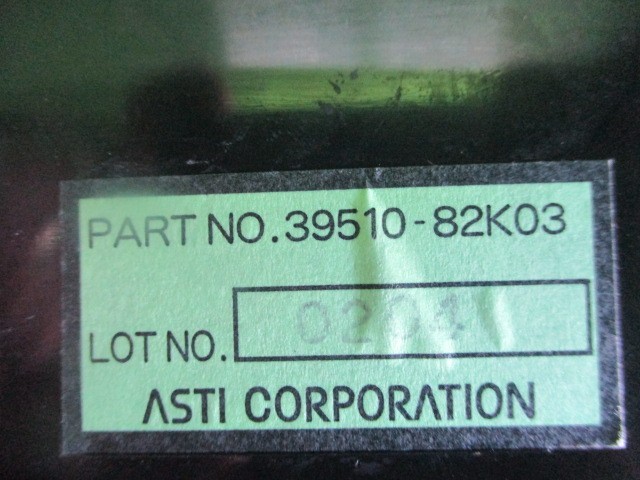 PART NO. 39510-82K03
LOT NO.
ASTI CORPORATION